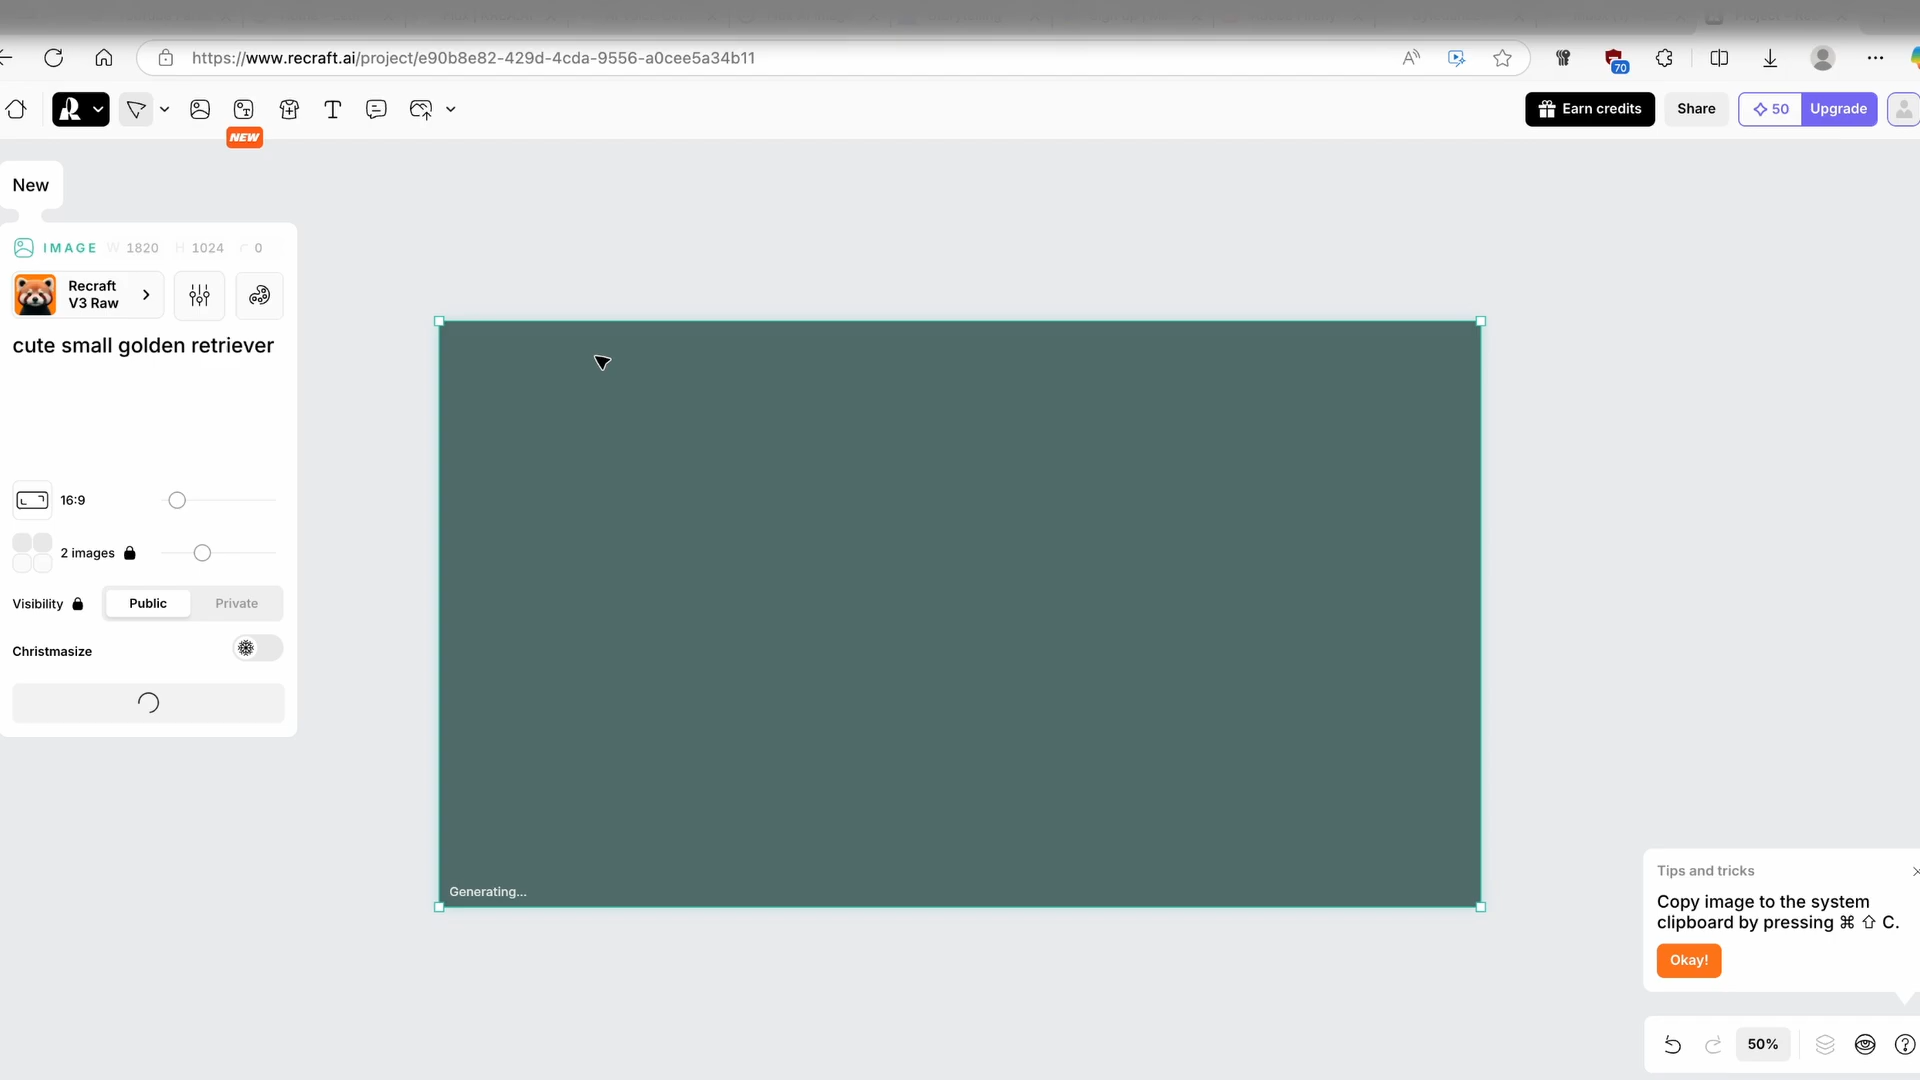 https://www.recraft.ai/project/e90b8e82-429d-4cda-9556-a0cee5a34b11
70
Earn credits
Share
50
Upgrade
NEW
New
IMAGE W 1820 H 1024 0
Recraft
V3 Raw
cute small golden retriever
16:9
2 images
Visibility
Public
Private
Christmasize
Generating...
Tips and tricks
Copy image to the system
clipboard by pressing ⌘ ⇧ C.
Okay!
50%